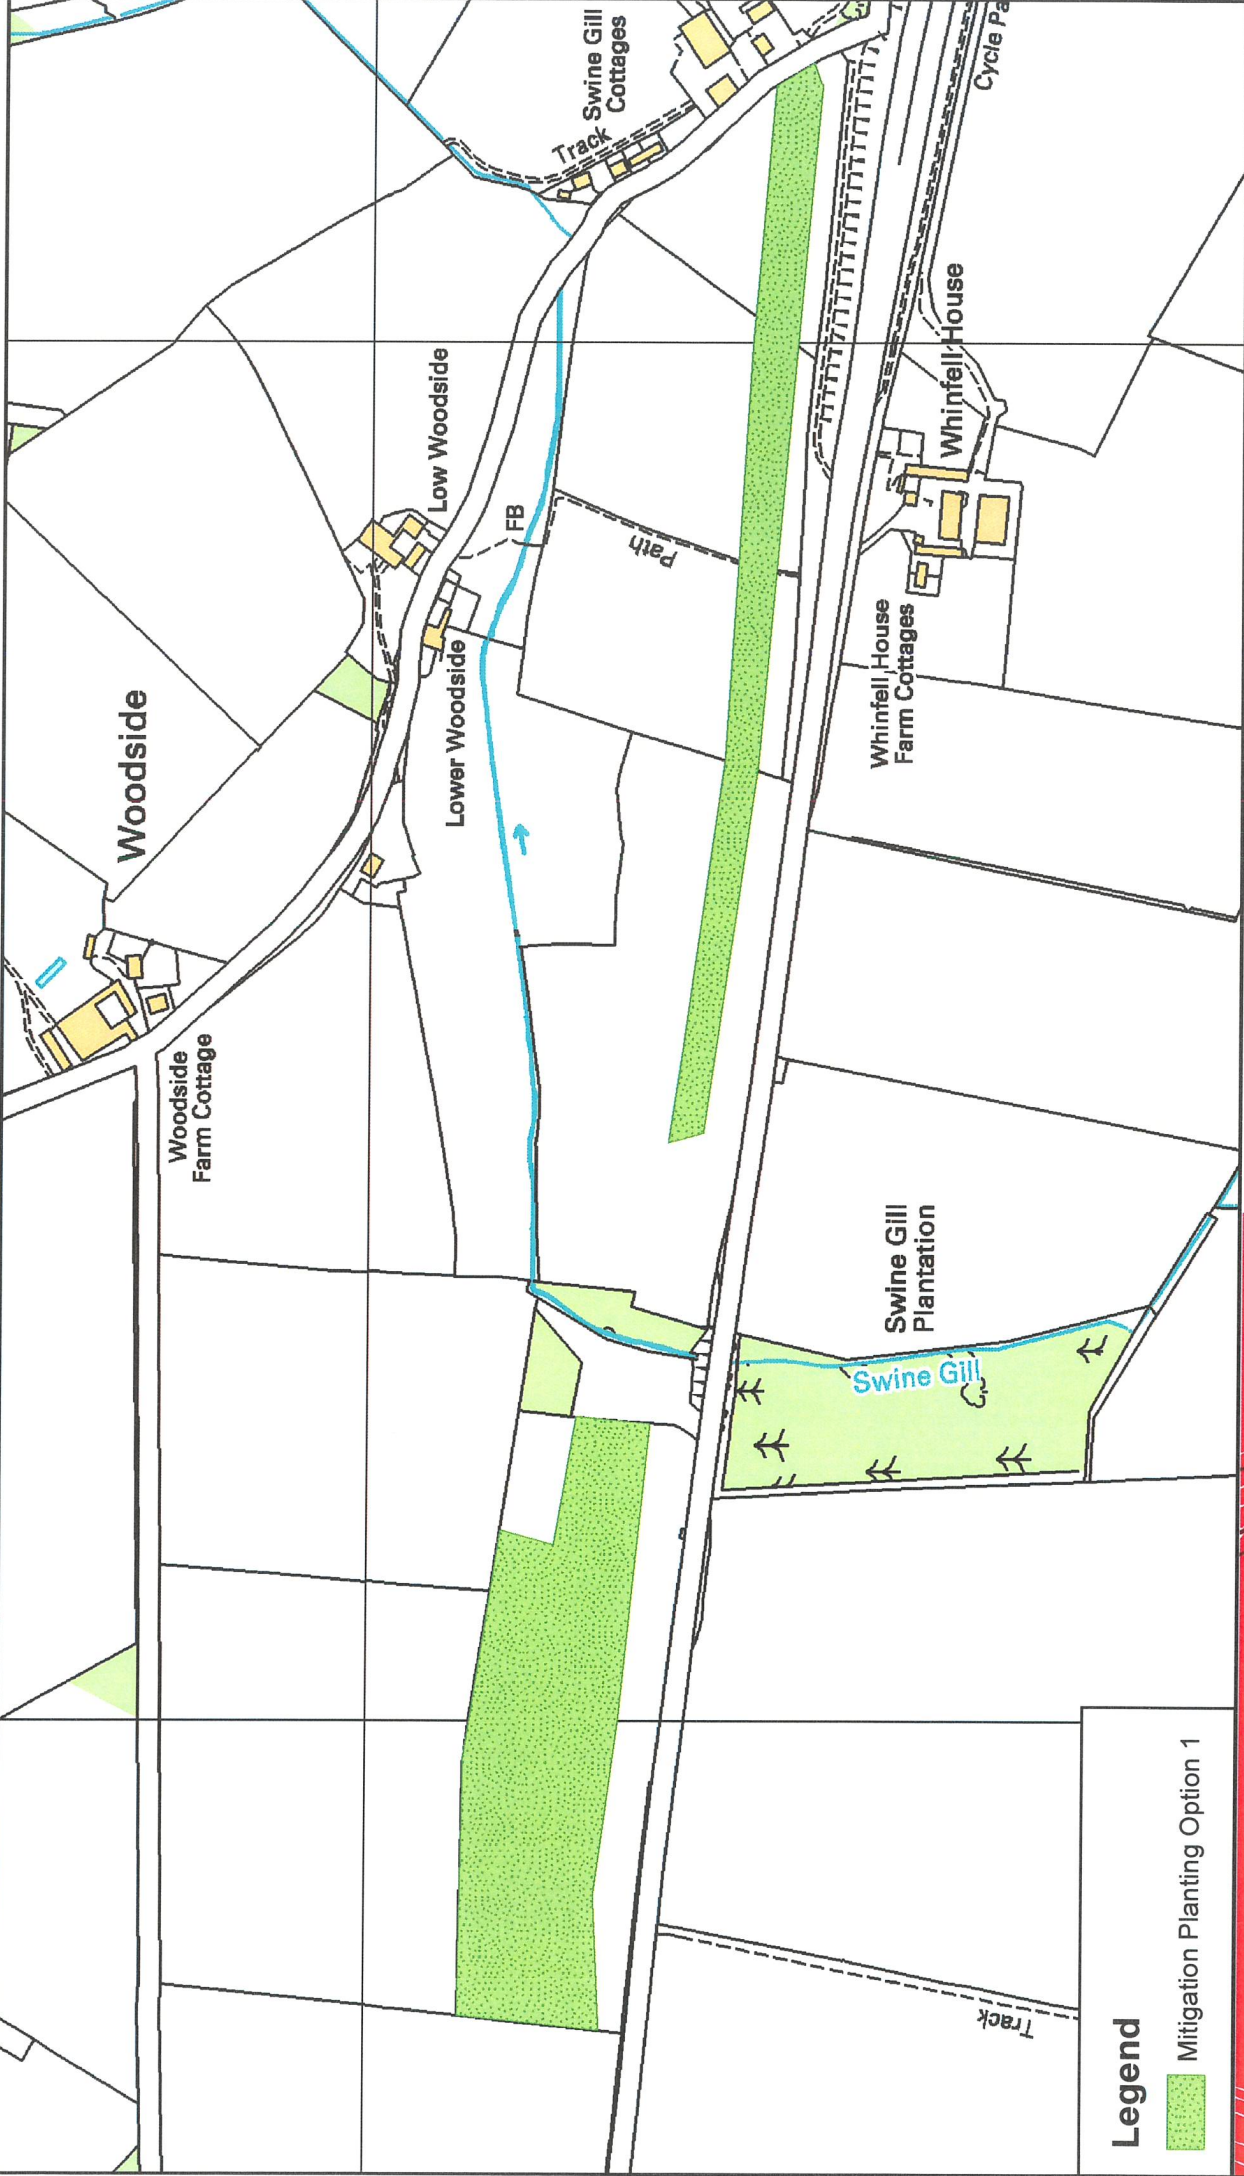 Woodside
Woodside
Farm Cottage
Low Woodside
Lower Woodside
FB
Path
Swine Gill
Cottages
Track
Cycle Pa
Whinfell House
Whinfell House
Farm Cottages
Swine Gill
Plantation
Swine Gill
Track
Legend
Mitigation Planting Option 1